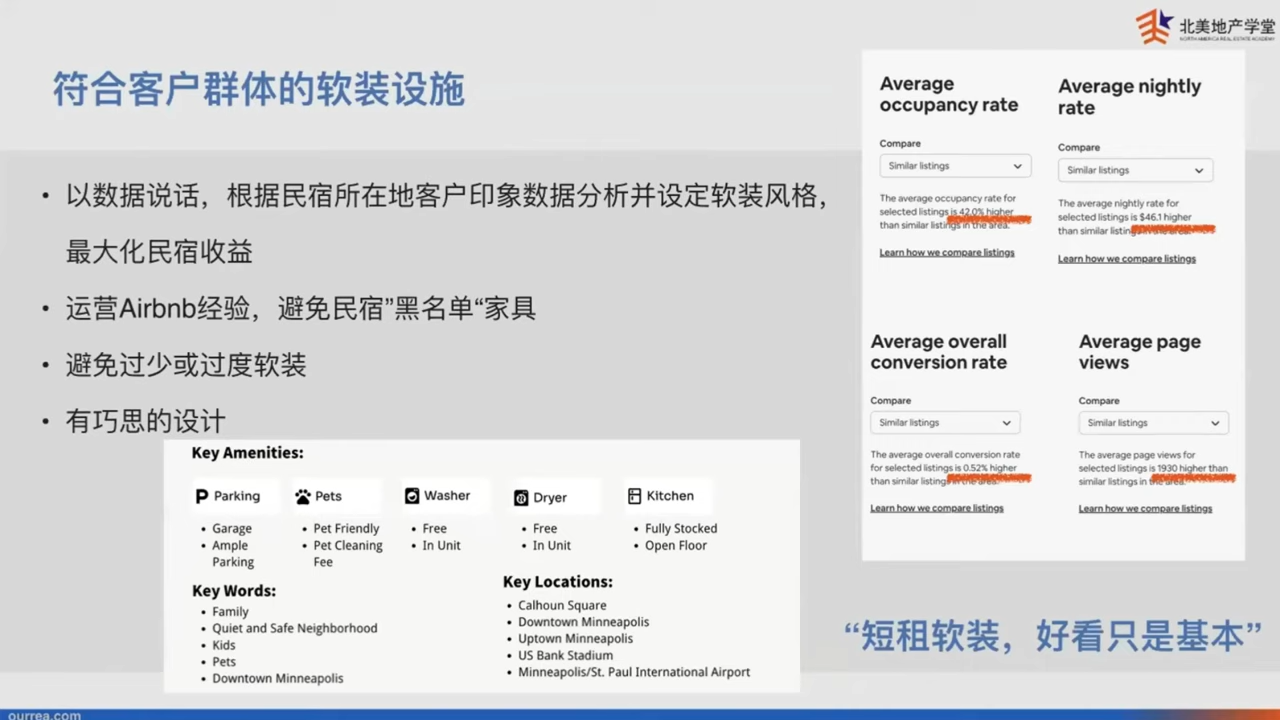 北美地产学堂
NORTH AMERICA REAL ESTATE ACADEMY
符合客户群体的软装设施
• 以数据说话，根据民宿所在地客户印象数据分析并设定软装风格，
最大化民宿收益
• 运营Airbnb经验，避免民宿”黑名单“家具
• 避免过少或过度软装
• 有巧思的设计
Key Amenities:
Parking
• Garage
• Ample
Parking
Pets
• Pet Friendly
• Pet Cleaning
Fee
Washer
• Free
• In Unit
Dryer
• Free
• In Unit
Kitchen
• Fully Stocked
• Open Floor
Key Words:
• Family
• Quiet and Safe Neighborhood
• Kids
• Pets
• Downtown Minneapolis
Key Locations:
• Calhoun Square
• Downtown Minneapolis
• Uptown Minneapolis
• US Bank Stadium
• Minneapolis/St. Paul International Airport
Average
occupancy rate
Compare
Similar listings
The average occupancy rate for
selected listings is 42.0% higher
than similar listings in the area.
Learn how we compare listings
Average nightly
rate
Compare
Similar listings
The average nightly rate for
selected listings is $46.1 higher
than similar listings in the area.
Learn how we compare listings
Average overall
conversion rate
Compare
Similar listings
The average overall conversion rate
for selected listings is 0.52% higher
than similar listings in the area.
Learn how we compare listings
Average page
views
Compare
Similar listings
The average page views for
selected listings is 1930 higher than
similar listings in the area.
Learn how we compare listings
“短租软装，好看只是基本”
ourrea.com